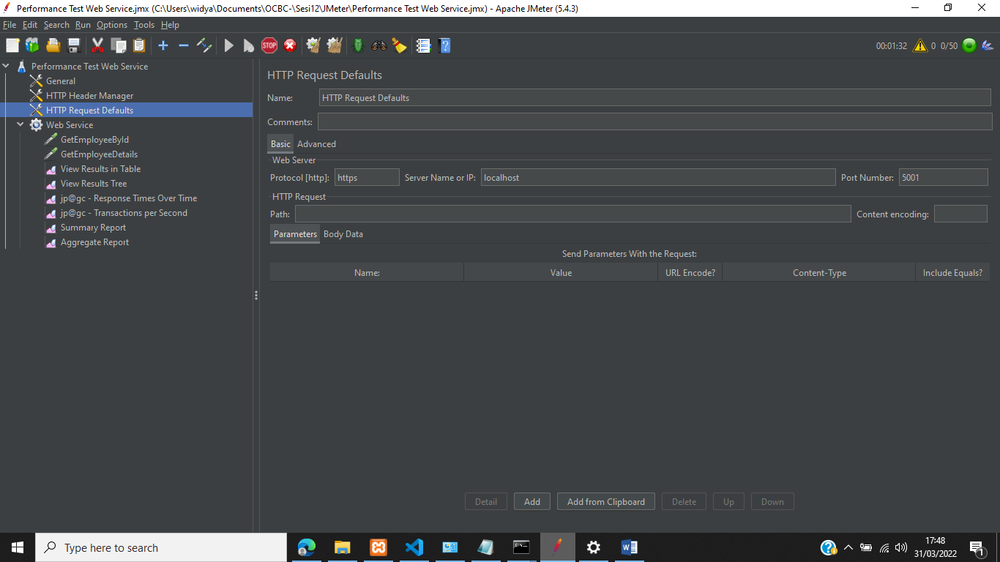 Performance Test Web Service.jmx (C:\Users\widya\Documents\OCBC-\Sesi12\JMeter\Performance Test Web Service.jmx) - Apache JMeter (5.4.3)
File Edit Search Run Options Tools Help
STOP 00:01:32 0 0/50
Performance Test Web Service
General
HTTP Header Manager
HTTP Request Defaults
Web Service
GetEmployeeById
GetEmployeeDetails
View Results in Table
View Results Tree
jp@gc - Response Times Over Time
jp@gc - Transactions per Second
Summary Report
Aggregate Report
HTTP Request Defaults
Name: HTTP Request Defaults
Comments:
Basic Advanced
Web Server
Protocol [http]: https Server Name or IP: localhost Port Number: 5001
HTTP Request
Path: Content encoding:
Parameters Body Data
Send Parameters With the Request:
Name: Value URL Encode? Content-Type Include Equals?
Detail Add Add from Clipboard Delete Up Down
Type here to search
17:48
31/03/2022
1